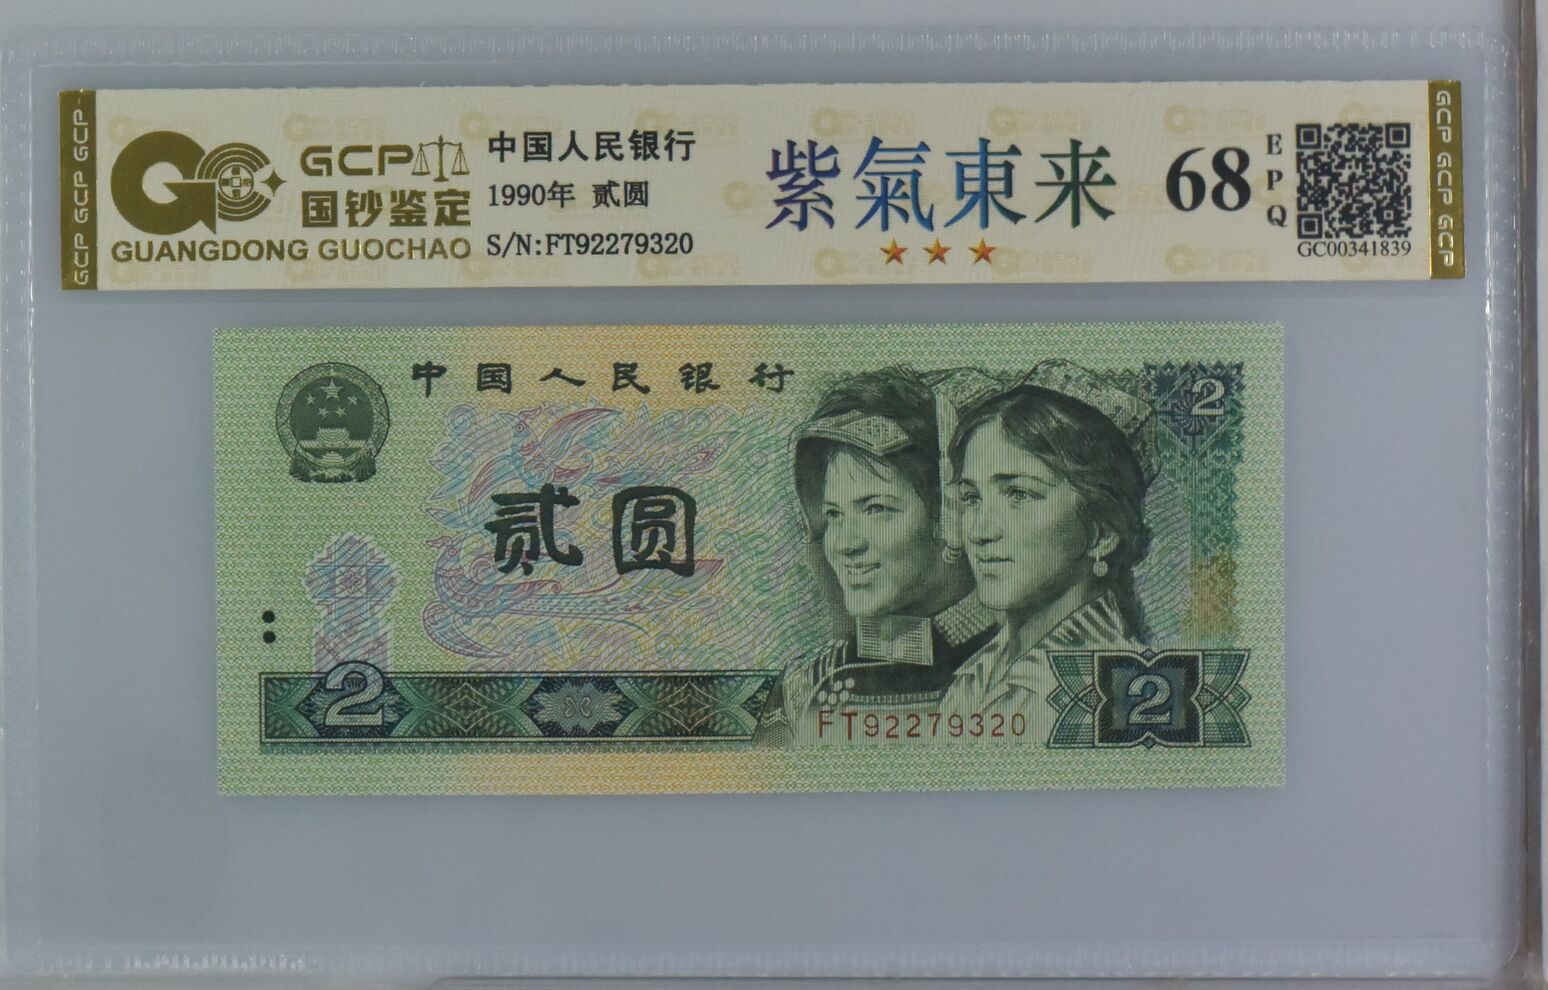 GCP GCP GCP
GCP
国钞鉴定
GUANGDONG GUOCHAO
中国人民银行
1990年 贰圆
S/N:FT92279320
紫氣東来
68
EPQ
GC00341839
GCP GCP GCP
中国人民银行
2
贰圆
2
FT92279320
2